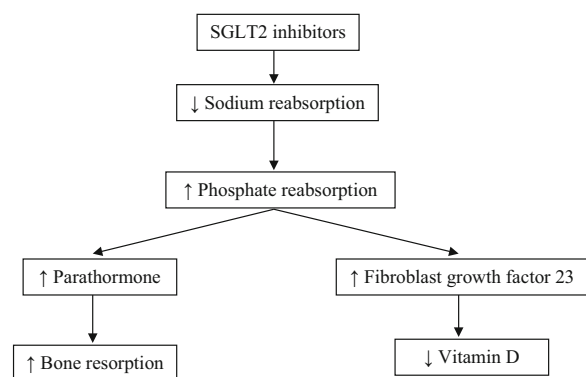 SGLT2 inhibitors
↓ Sodium reabsorption
↑ Phosphate reabsorption
↑ Parathormone
↑ Fibroblast growth factor 23
↑ Bone resorption
↓ Vitamin D